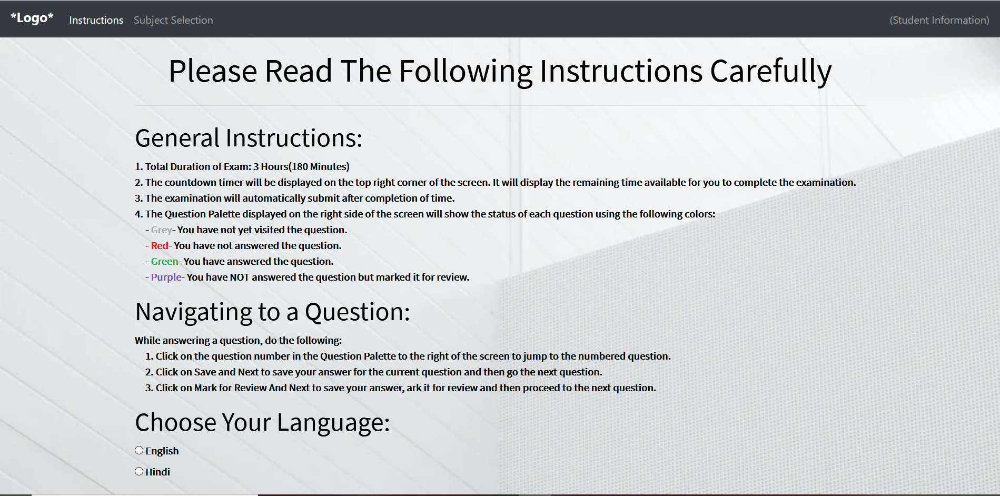 *Logo* Instructions Subject Selection (Student Information)
Please Read The Following Instructions Carefully
General Instructions:
1. Total Duration of Exam: 3 Hours(180 Minutes)
2. The countdown timer will be displayed on the top right corner of the screen. It will display the remaining time available for you to complete the examination.
3. The examination will automatically submit after completion of time.
4. The Question Palette displayed on the right side of the screen will show the status of each question using the following colors:
- Grey- You have not yet visited the question.
- Red- You have not answered the question.
- Green- You have answered the question.
- Purple- You have NOT answered the question but marked it for review.
Navigating to a Question:
While answering a question, do the following:
1. Click on the question number in the Question Palette to the right of the screen to jump to the numbered question.
2. Click on Save and Next to save your answer for the current question and then go the next question.
3. Click on Mark for Review And Next to save your answer, ark it for review and then proceed to the next question.
Choose Your Language:
English
Hindi